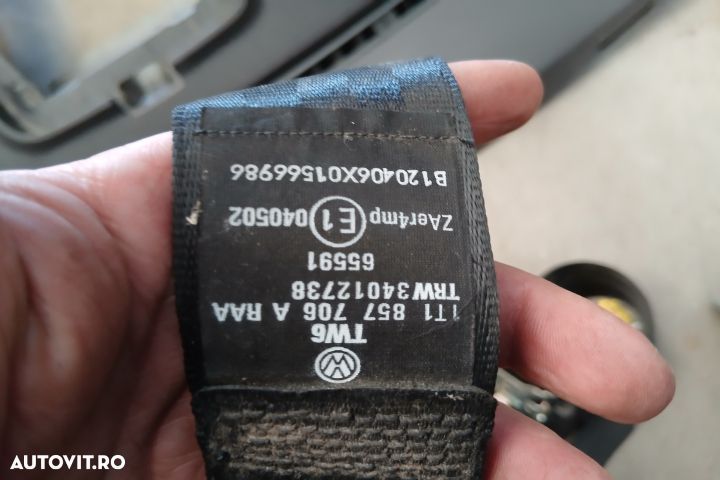 TW6
1T1 857 706 A RAA
TRW34012738
65591
ZAer4mp E1 040502
B120406X01566986
AUTOVIT.RO